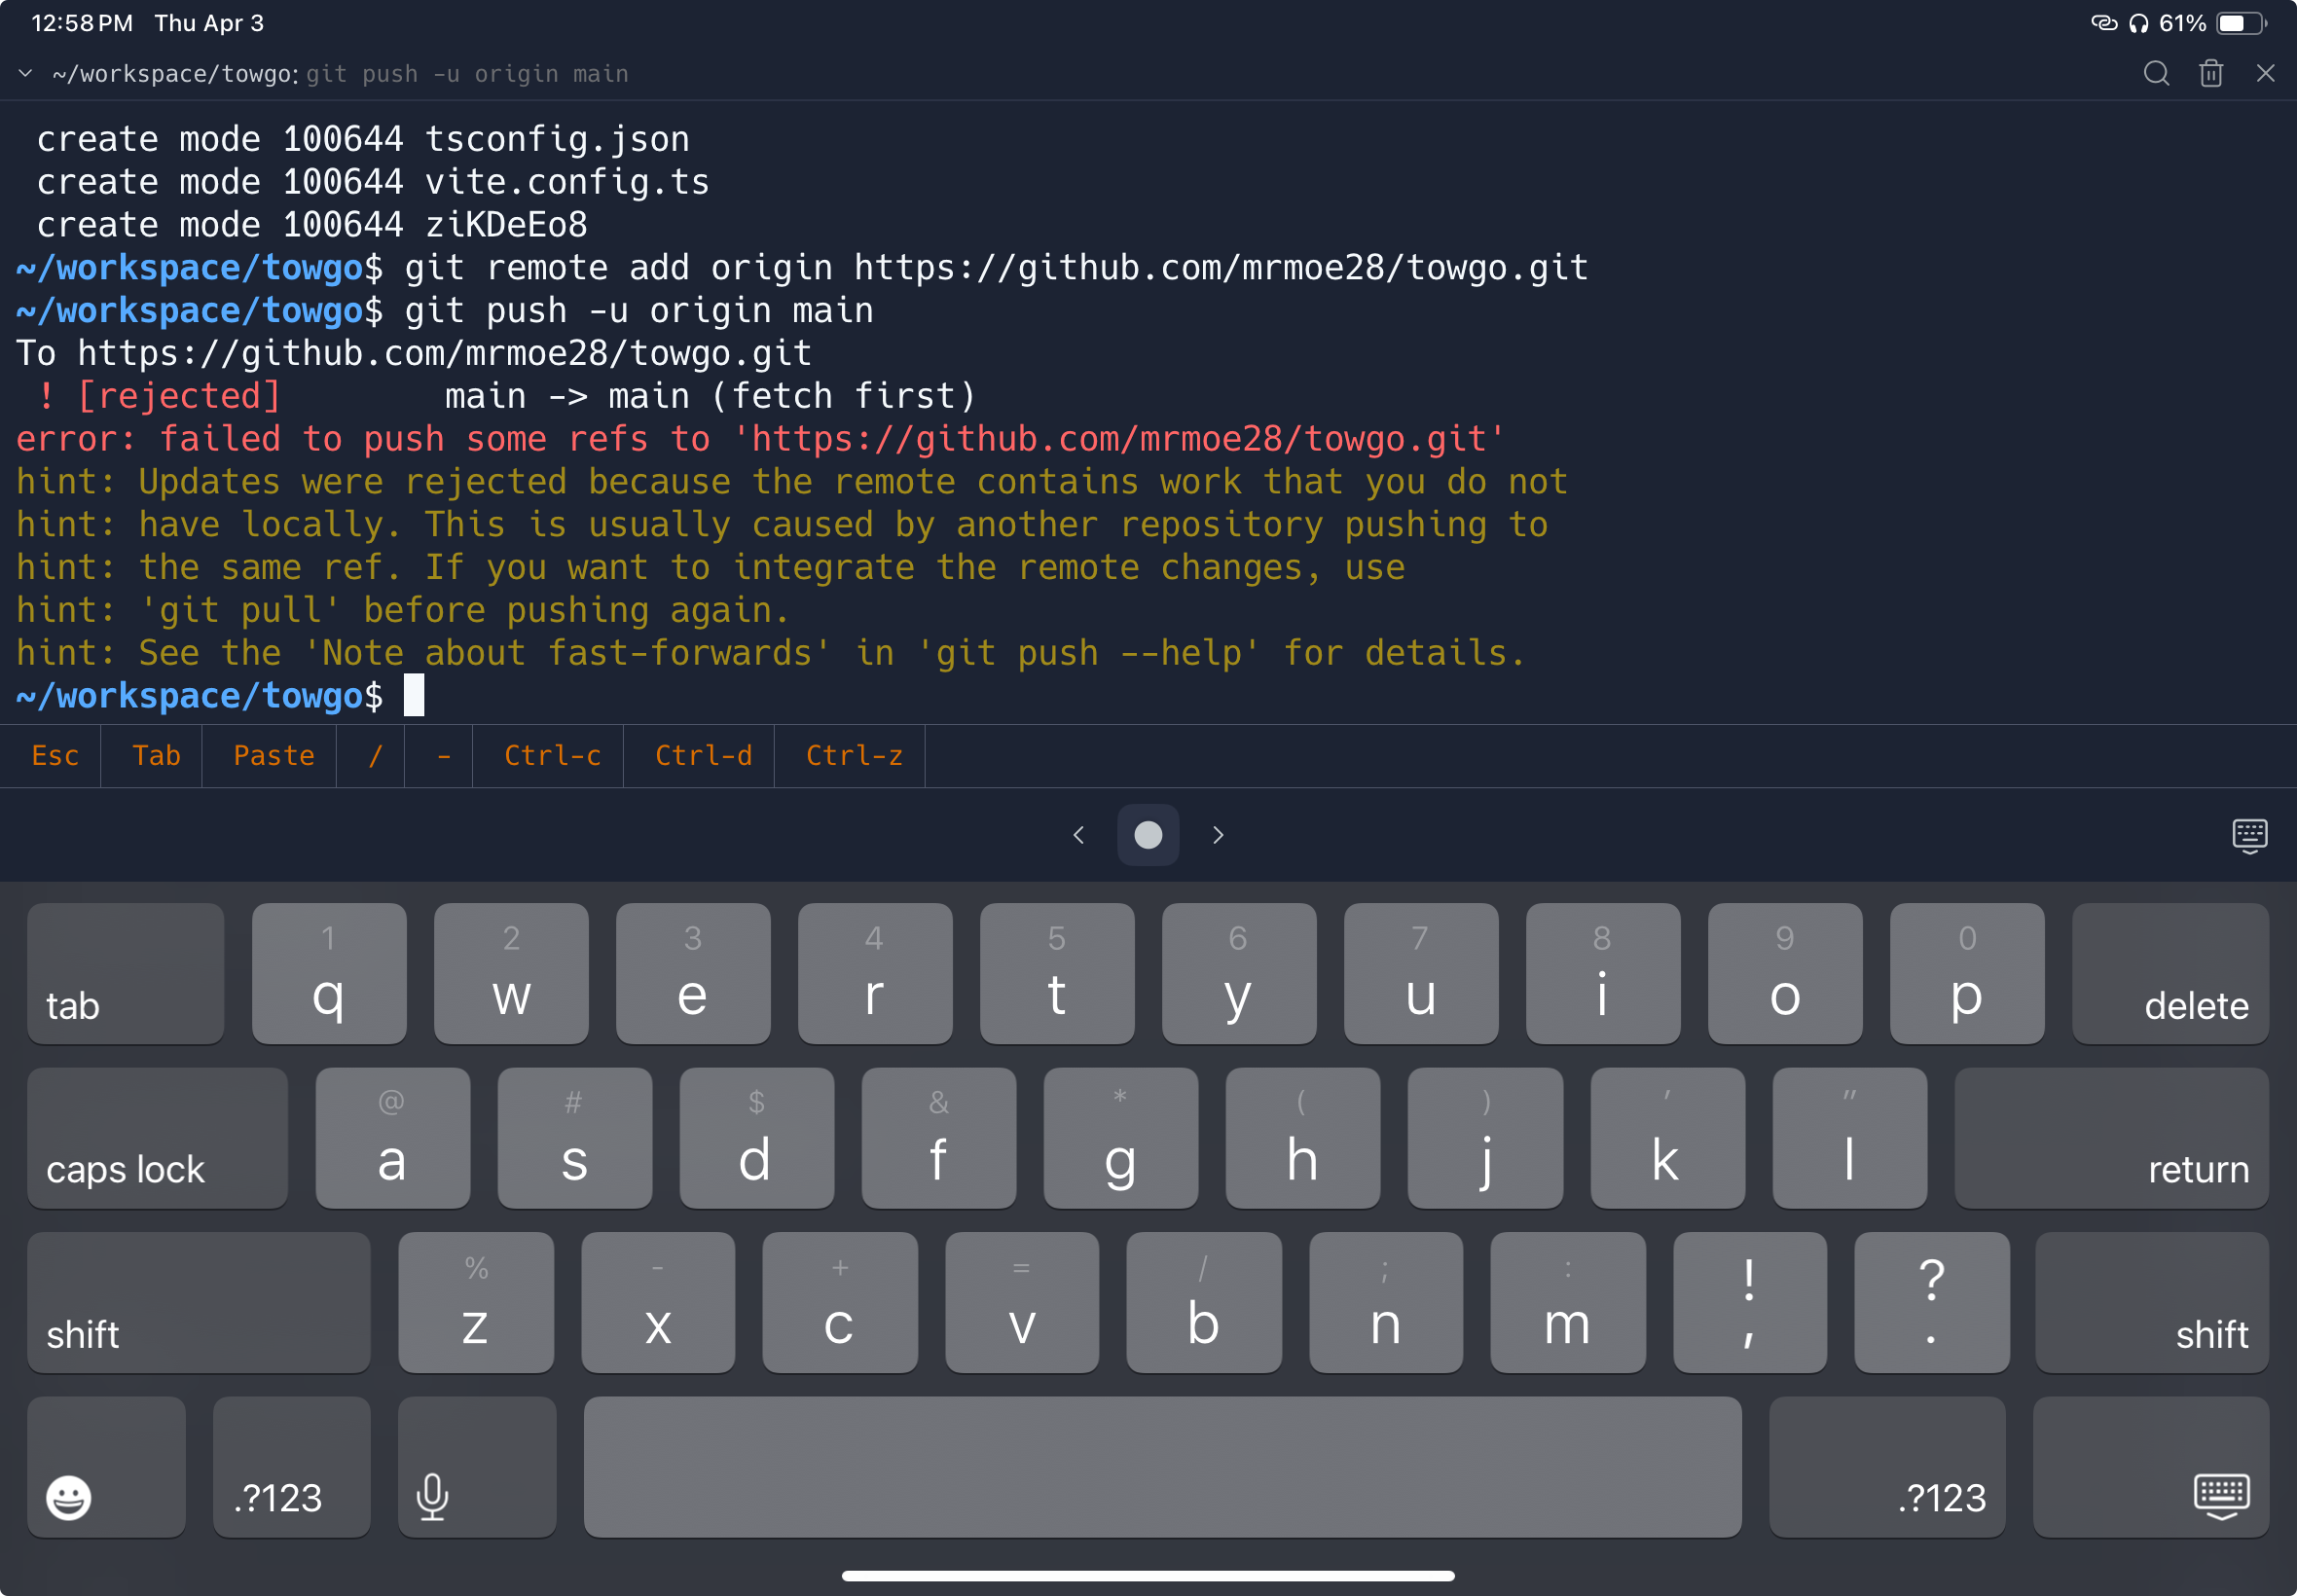 12:58 PM Thu Apr 3
61%
~/workspace/towgo: git push -u origin main
create mode 100644 tsconfig.json
create mode 100644 vite.config.ts
create mode 100644 ziKDeEo8
~/workspace/towgo$ git remote add origin https://github.com/mrmoe28/towgo.git
~/workspace/towgo$ git push -u origin main
To https://github.com/mrmoe28/towgo.git
! [rejected]        main -> main (fetch first)
error: failed to push some refs to 'https://github.com/mrmoe28/towgo.git'
hint: Updates were rejected because the remote contains work that you do not
hint: have locally. This is usually caused by another repository pushing to
hint: the same ref. If you want to integrate the remote changes, use
hint: 'git pull' before pushing again.
hint: See the 'Note about fast-forwards' in 'git push --help' for details.
~/workspace/towgo$
Esc Tab Paste / - Ctrl-c Ctrl-d Ctrl-z
1 2 3 4 5 6 7 8 9 0
tab q w e r t y u i o p delete
@ # $ & * ( ) ' "
caps lock a s d f g h j k l return
% - + = / ; : ! ?
shift z x c v b n m , . shift
.?123 .?123